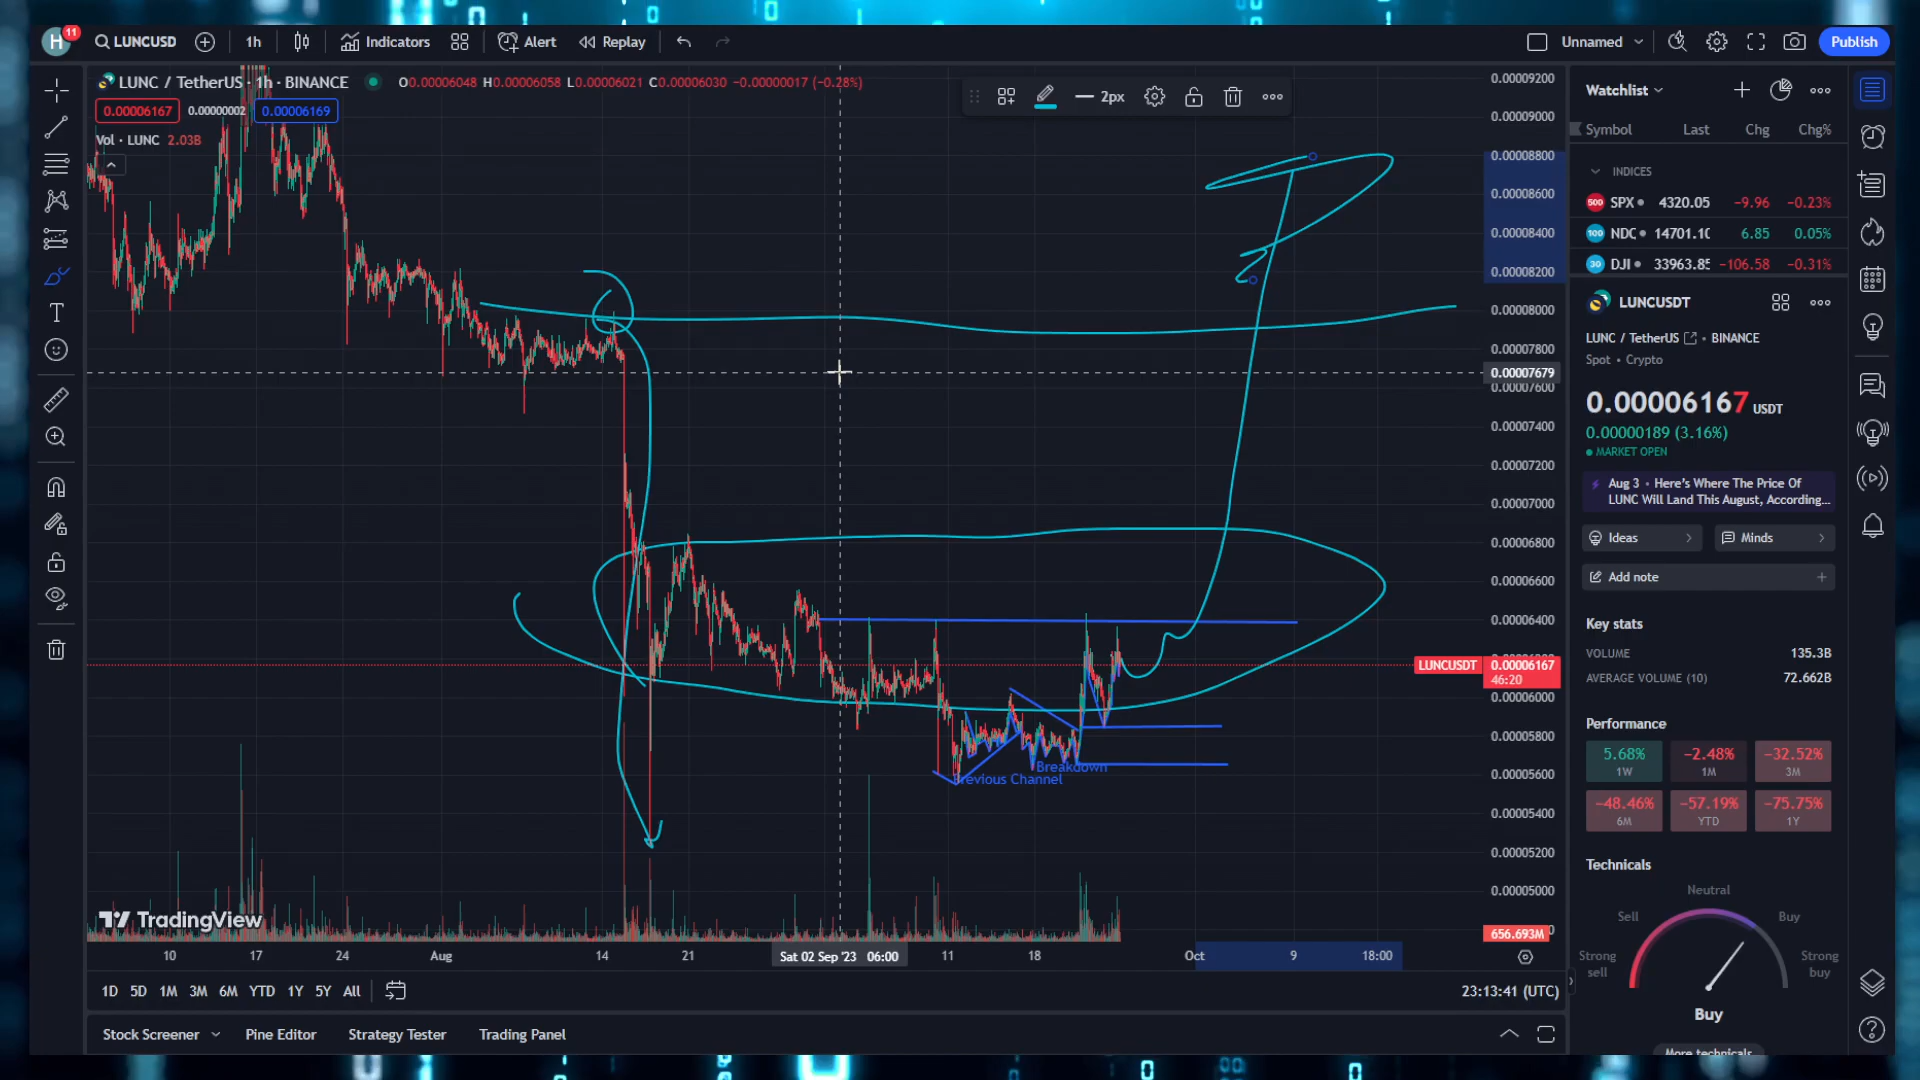 H 11 LUNCUSD 1h Indicators Alert Replay Unnamed Publish
LUNC / TetherUS · 1h · BINANCE O0.00006048 H0.00006058 L0.00006021 C0.00006030 −0.00000017 (−0.28%)
0.00006167 0.00000002 0.00006169
Vol · LUNC 2.03B
2px
0.00009200
0.00009000
0.00008800
0.00008600
0.00008400
0.00008200
0.00008000
0.00007800
0.00007679
0.00007600
0.00007400
0.00007200
0.00007000
0.00006800
0.00006600
0.00006400
LUNCUSDT 0.00006167
46:20
0.00006000
0.00005800
0.00005600
0.00005400
0.00005200
0.00005000
656.693M
Breakdown
Previous Channel
TradingView
10 17 24 Aug 14 21 Sat 02 Sep '23 06:00 11 18 Oct 9 18:00
1D 5D 1M 3M 6M YTD 1Y 5Y All 23:13:41 (UTC)
Stock Screener Pine Editor Strategy Tester Trading Panel
Watchlist
Symbol Last Chg Chg%
INDICES
500 SPX 4320.05 −9.96 −0.23%
100 NDC 14701.10 6.85 0.05%
30 DJI 33963.85 −106.58 −0.31%
LUNCUSDT
LUNC / TetherUS · BINANCE
Spot · Crypto
0.00006167 USDT
0.00000189 (3.16%)
MARKET OPEN
Aug 3 · Here's Where The Price Of
LUNC Will Land This August, According...
Ideas Minds
Add note
Key stats
VOLUME 135.3B
AVERAGE VOLUME (10) 72.662B
Performance
5.68% −2.48% −32.52%
1W 1M 3M
−48.46% −57.19% −75.75%
6M YTD 1Y
Technicals
Neutral
Sell Buy
Strong sell Strong buy
Buy
More technicals